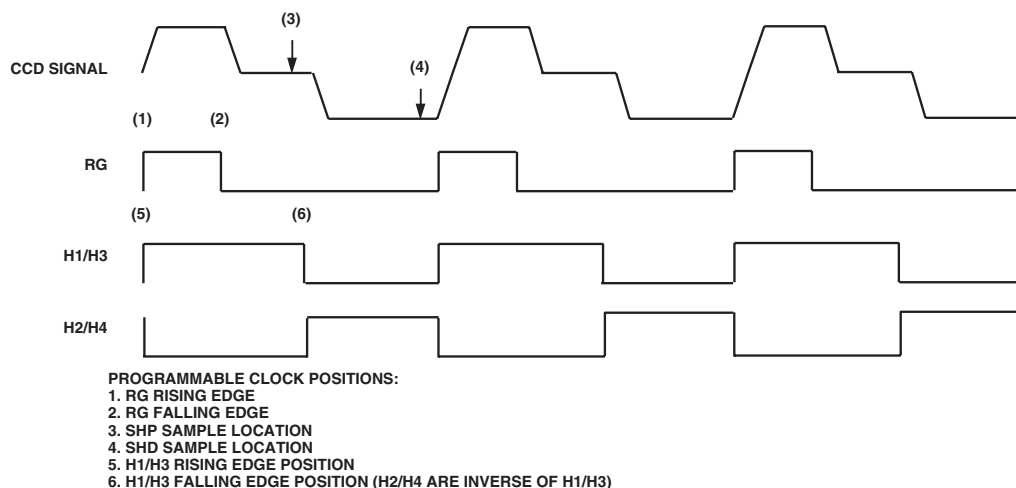 (3)
CCD SIGNAL
(4)
(1)
(2)
RG
(5)
(6)
H1/H3
H2/H4
PROGRAMMABLE CLOCK POSITIONS:
1. RG RISING EDGE
2. RG FALLING EDGE
3. SHP SAMPLE LOCATION
4. SHD SAMPLE LOCATION
5. H1/H3 RISING EDGE POSITION
6. H1/H3 FALLING EDGE POSITION (H2/H4 ARE INVERSE OF H1/H3)